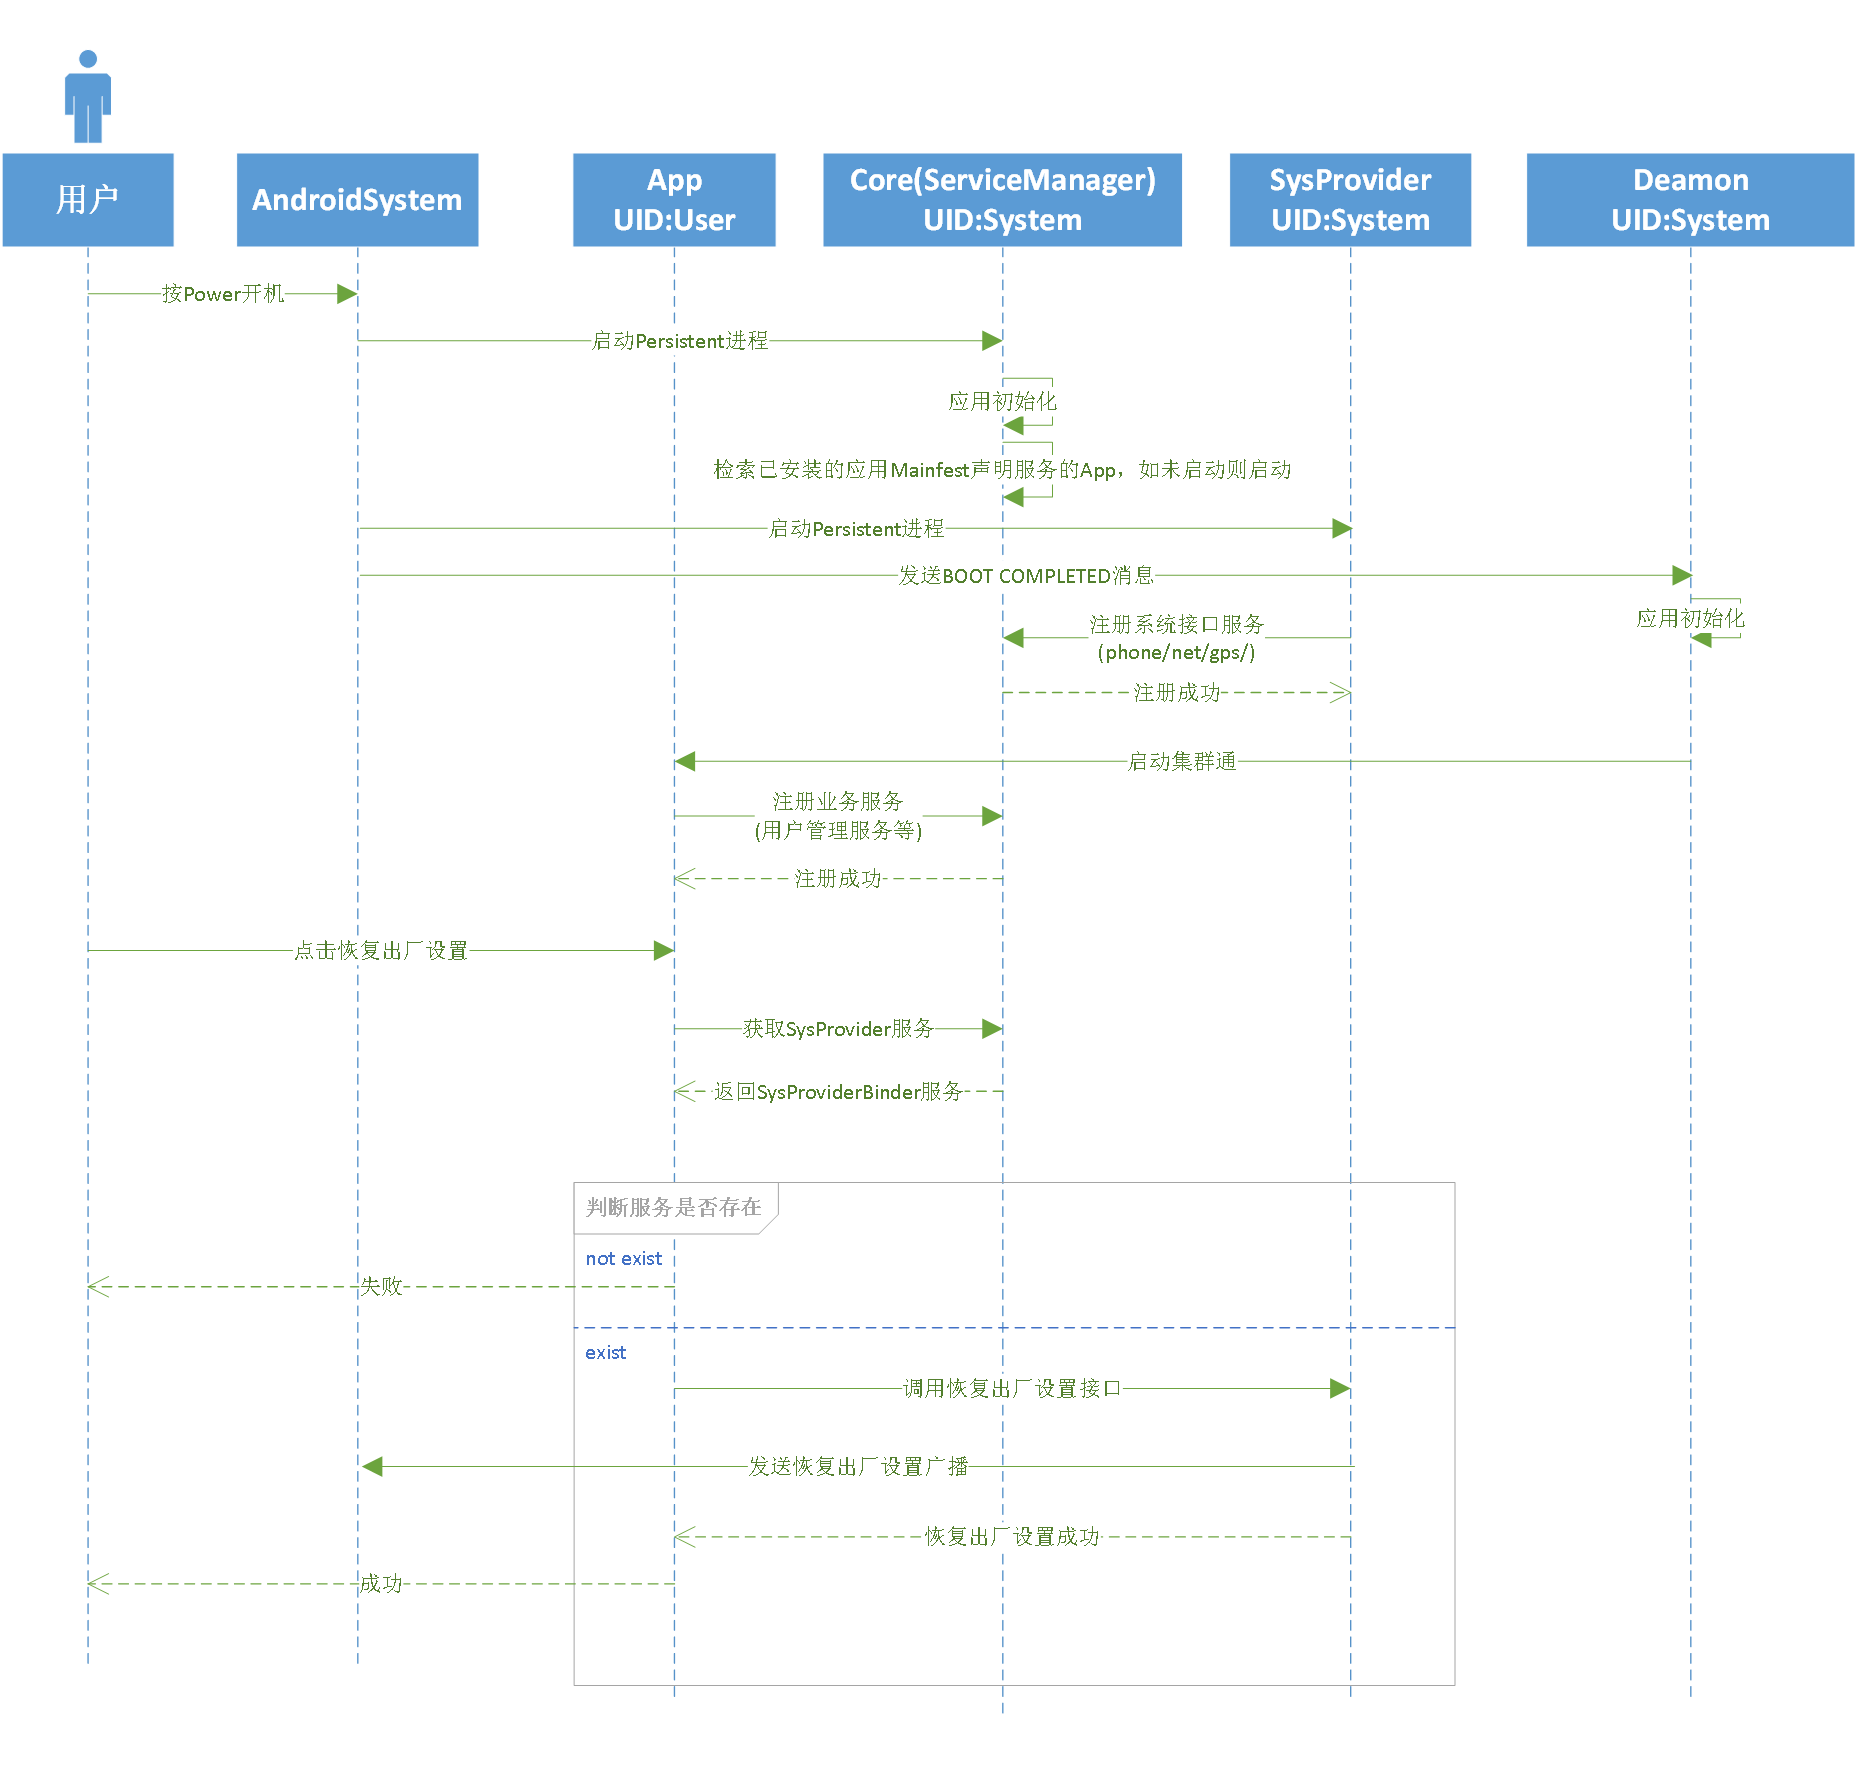 用户
AndroidSystem
App
UID:User
Core(ServiceManager)
UID:System
SysProvider
UID:System
Deamon
UID:System
按Power开机
启动Persistent进程
应用初始化
检索已安装的应用Mainfest声明服务的App，如未启动则启动
启动Persistent进程
发送BOOT COMPLETED消息
应用初始化
注册系统接口服务
(phone/net/gps/)
注册成功
启动集群通
注册业务服务
(用户管理服务等)
注册成功
点击恢复出厂设置
获取SysProvider服务
返回SysProviderBinder服务
判断服务是否存在
not exist
失败
exist
调用恢复出厂设置接口
发送恢复出厂设置广播
恢复出厂设置成功
成功